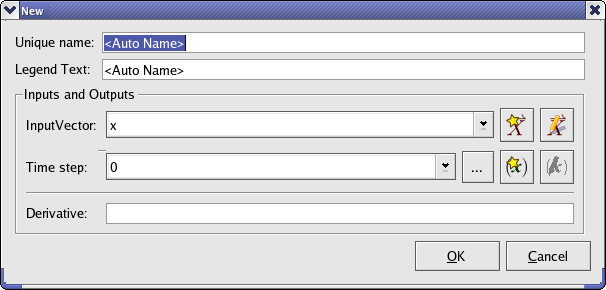 New
Unique name: <Auto Name>
Legend Text: <Auto Name>
Inputs and Outputs
InputVector: x
Time step: 0 ... (x) (k)
Derivative:
OK Cancel